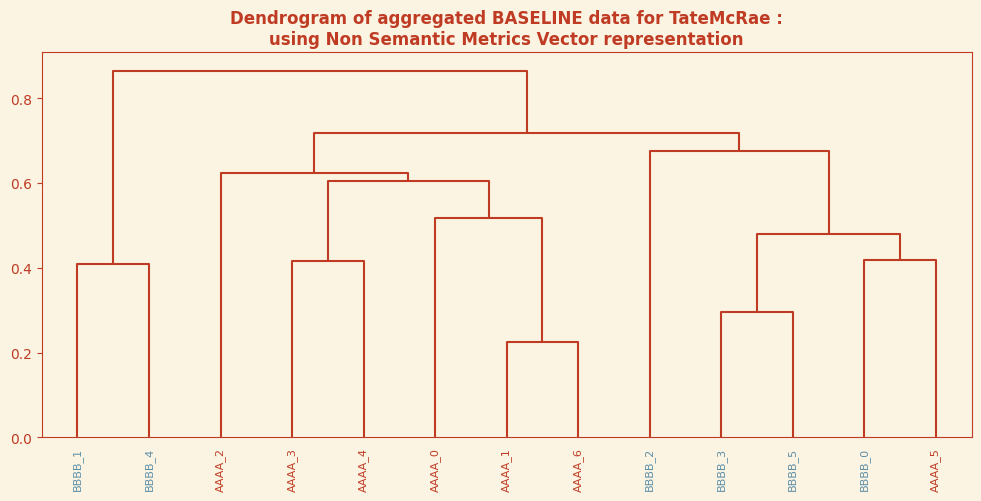 Dendrogram of aggregated BASELINE data for TateMcRae :
using Non Semantic Metrics Vector representation
0.8
0.6
0.4
0.2
0.0
BBBB_1
BBBB_4
AAAA_2
AAAA_3
AAAA_4
AAAA_0
AAAA_1
AAAA_6
BBBB_2
BBBB_3
BBBB_5
BBBB_0
AAAA_5